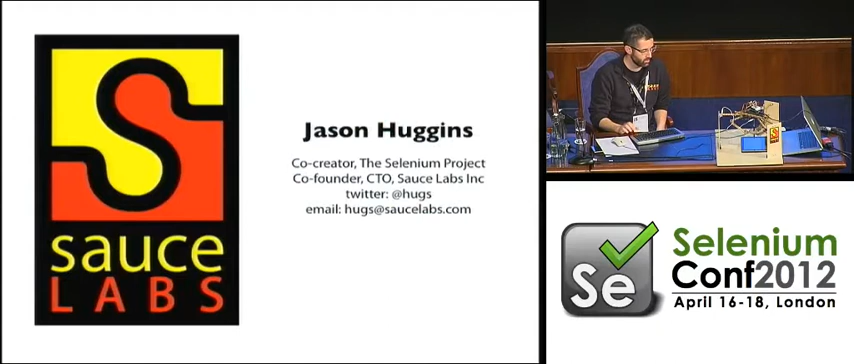 sauce
LABS
Jason Huggins
Co-creator, The Selenium Project
Co-founder, CTO, Sauce Labs Inc
twitter: @hugs
email: hugs@saucelabs.com
Se
Selenium
Conf2012
April 16-18, London